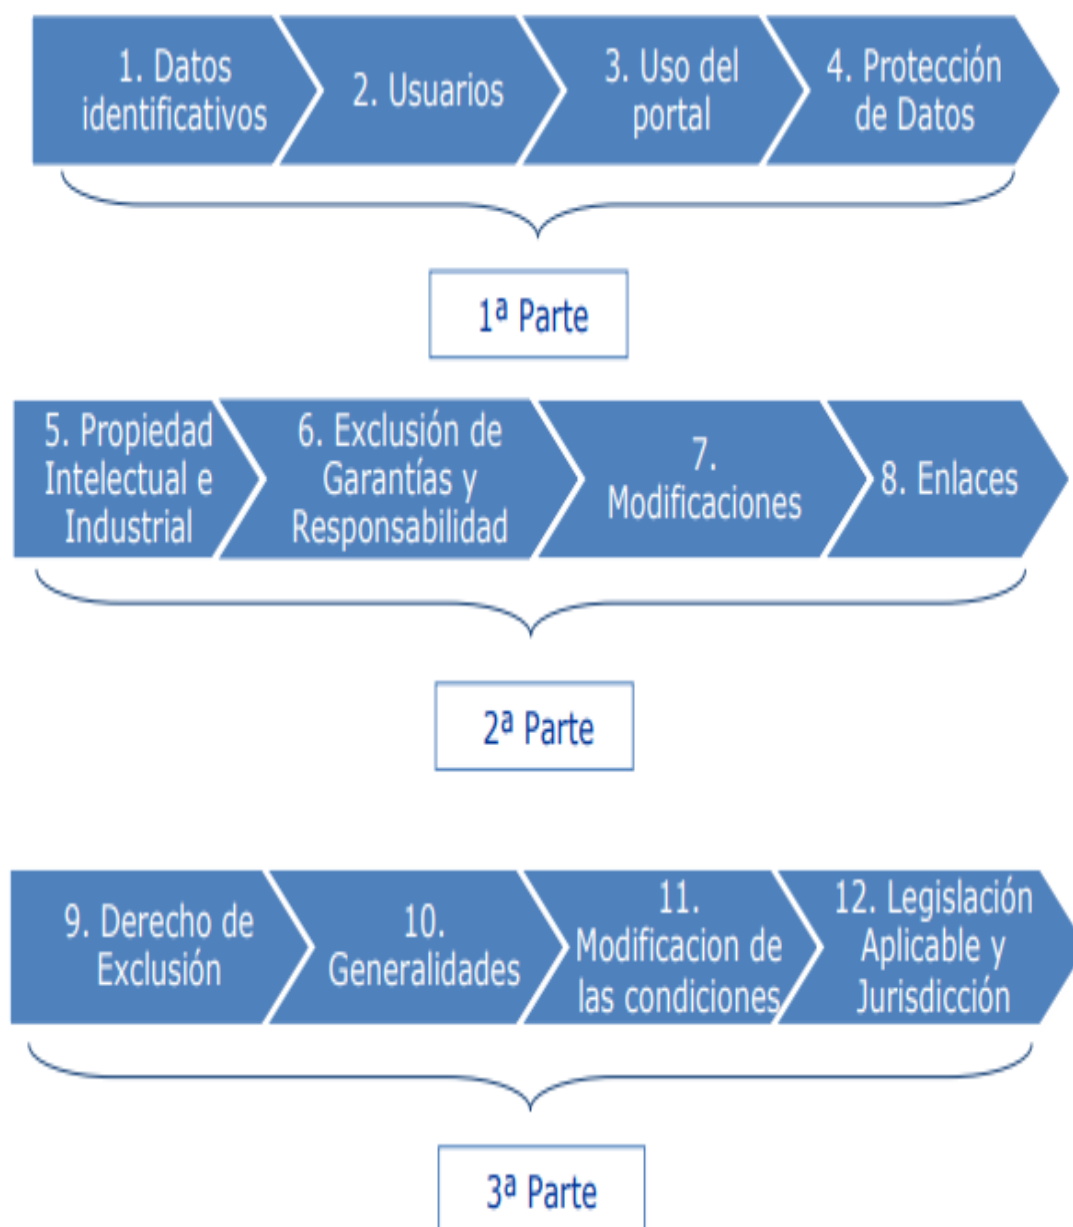 1. Datos
identificativos
2. Usuarios
3. Uso del
portal
4. Protección
de Datos
1ª Parte
5. Propiedad
Intelectual e
Industrial
6. Exclusión de
Garantías y
Responsabilidad
7.
Modificaciones
8. Enlaces
2ª Parte
9. Derecho de
Exclusión
10.
Generalidades
11.
Modificacion de
las condiciones
12. Legislación
Aplicable y
Jurisdicción
3ª Parte